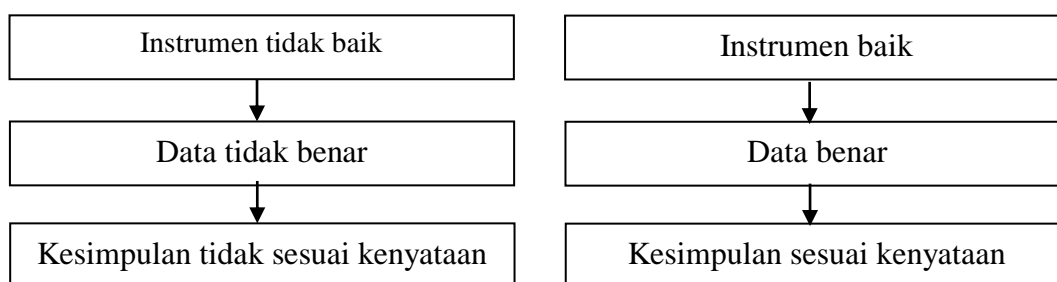 Instrumen tidak baik
Data tidak benar
Kesimpulan tidak sesuai kenyataan
Instrumen baik
Data benar
Kesimpulan sesuai kenyataan